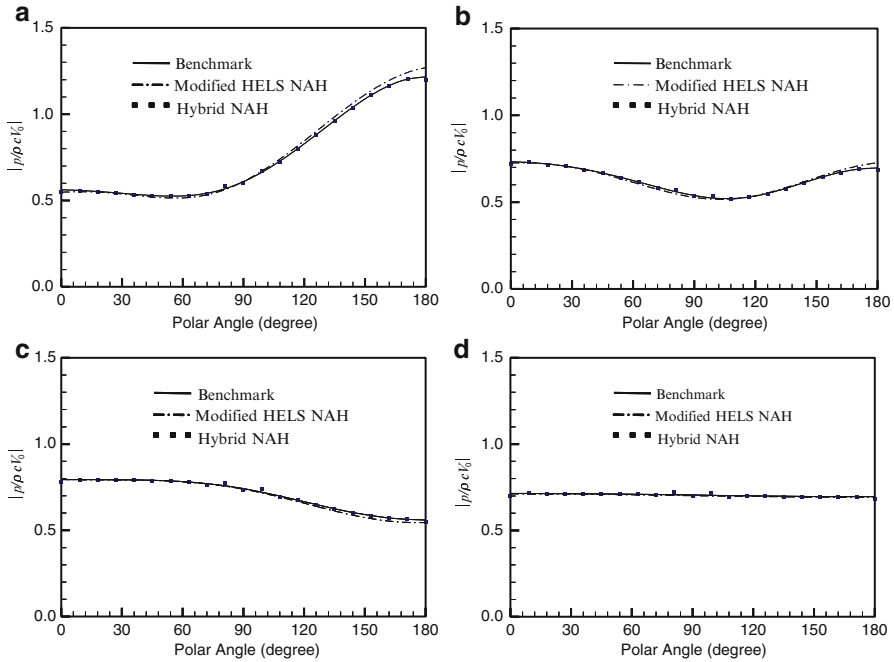 a
1.5
1.0
0.5
0.0
|p/ρ cV₀|
Benchmark
Modified HELS NAH
Hybrid NAH
0 30 60 90 120 150 180
Polar Angle (degree)
b
1.5
1.0
0.5
0.0
|p/ρ cV₀|
Benchmark
Modified HELS NAH
Hybrid NAH
0 30 60 90 120 150 180
Polar Angle (degree)
c
1.5
1.0
0.5
0.0
|p/ρ cV₀|
Benchmark
Modified HELS NAH
Hybrid NAH
0 30 60 90 120 150 180
Polar Angle (degree)
d
1.5
1.0
0.5
0.0
|p/ρ cV₀|
Benchmark
Modified HELS NAH
Hybrid NAH
0 30 60 90 120 150 180
Polar Angle (degree)